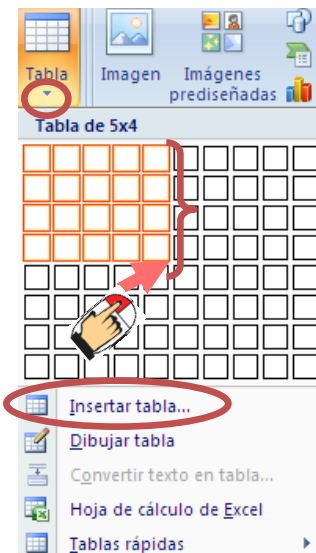 Tabla
Imagen
Imágenes
prediseñadas
Tabla de 5x4
Insertar tabla...
Dibujar tabla
Convertir texto en tabla...
Hoja de cálculo de Excel
Tablas rápidas